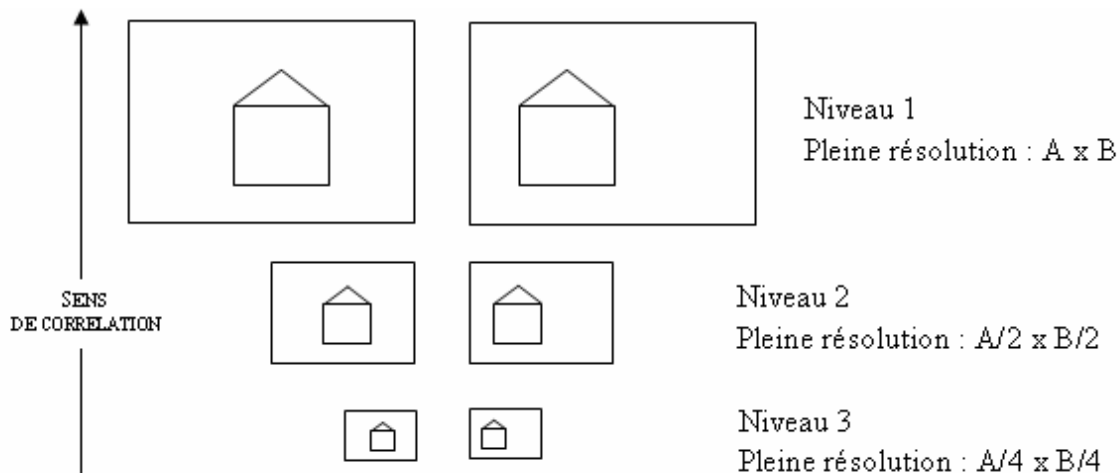 Niveau 1
Pleine résolution : A x B
SENS
DE CORRELATION
Niveau 2
Pleine résolution : A/2 x B/2
Niveau 3
Pleine résolution : A/4 x B/4